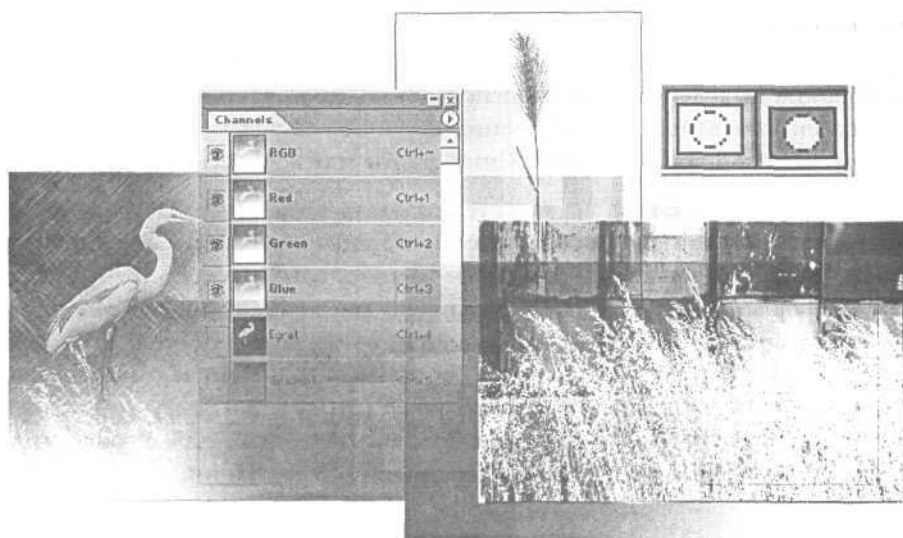 Channels
RGB Ctrl+~
Red Ctrl+1
Green Ctrl+2
Blue Ctrl+3
Egret Ctrl+4